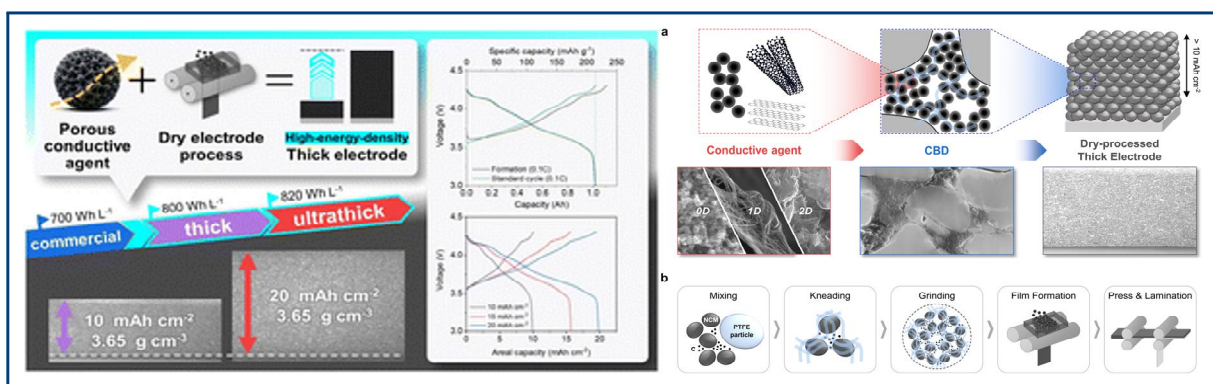 Porous
conductive
agent
Dry electrode
process
High-energy-density
Thick electrode
700 Wh L⁻¹
800 Wh L⁻¹
820 Wh L⁻¹
commercial
thick
ultrathick
10 mAh cm⁻²
3.65 g cm⁻³
20 mAh cm⁻²
3.65 g cm⁻³
Specific capacity (mAh g⁻¹)
0 50 100 150 200 250
Voltage (V)
4.5
4.0
3.5
3.0
Formation (0.1C)
Standard cycle (0.1C)
0.0 0.2 0.4 0.6 0.8 1.0
Capacity (Ah)
Voltage (V)
4.5
4.0
3.5
3.0
10 mAh cm⁻²
15 mAh cm⁻²
20 mAh cm⁻²
0 5 10 15 20
Areal capacity (mAh cm⁻²)
a
10 mAh cm⁻²
Conductive agent
CBD
Dry-processed
Thick Electrode
0D
1D
2D
b
Mixing
Kneading
Grinding
Film Formation
Press & Lamination
NCM
PTFE
particle
C